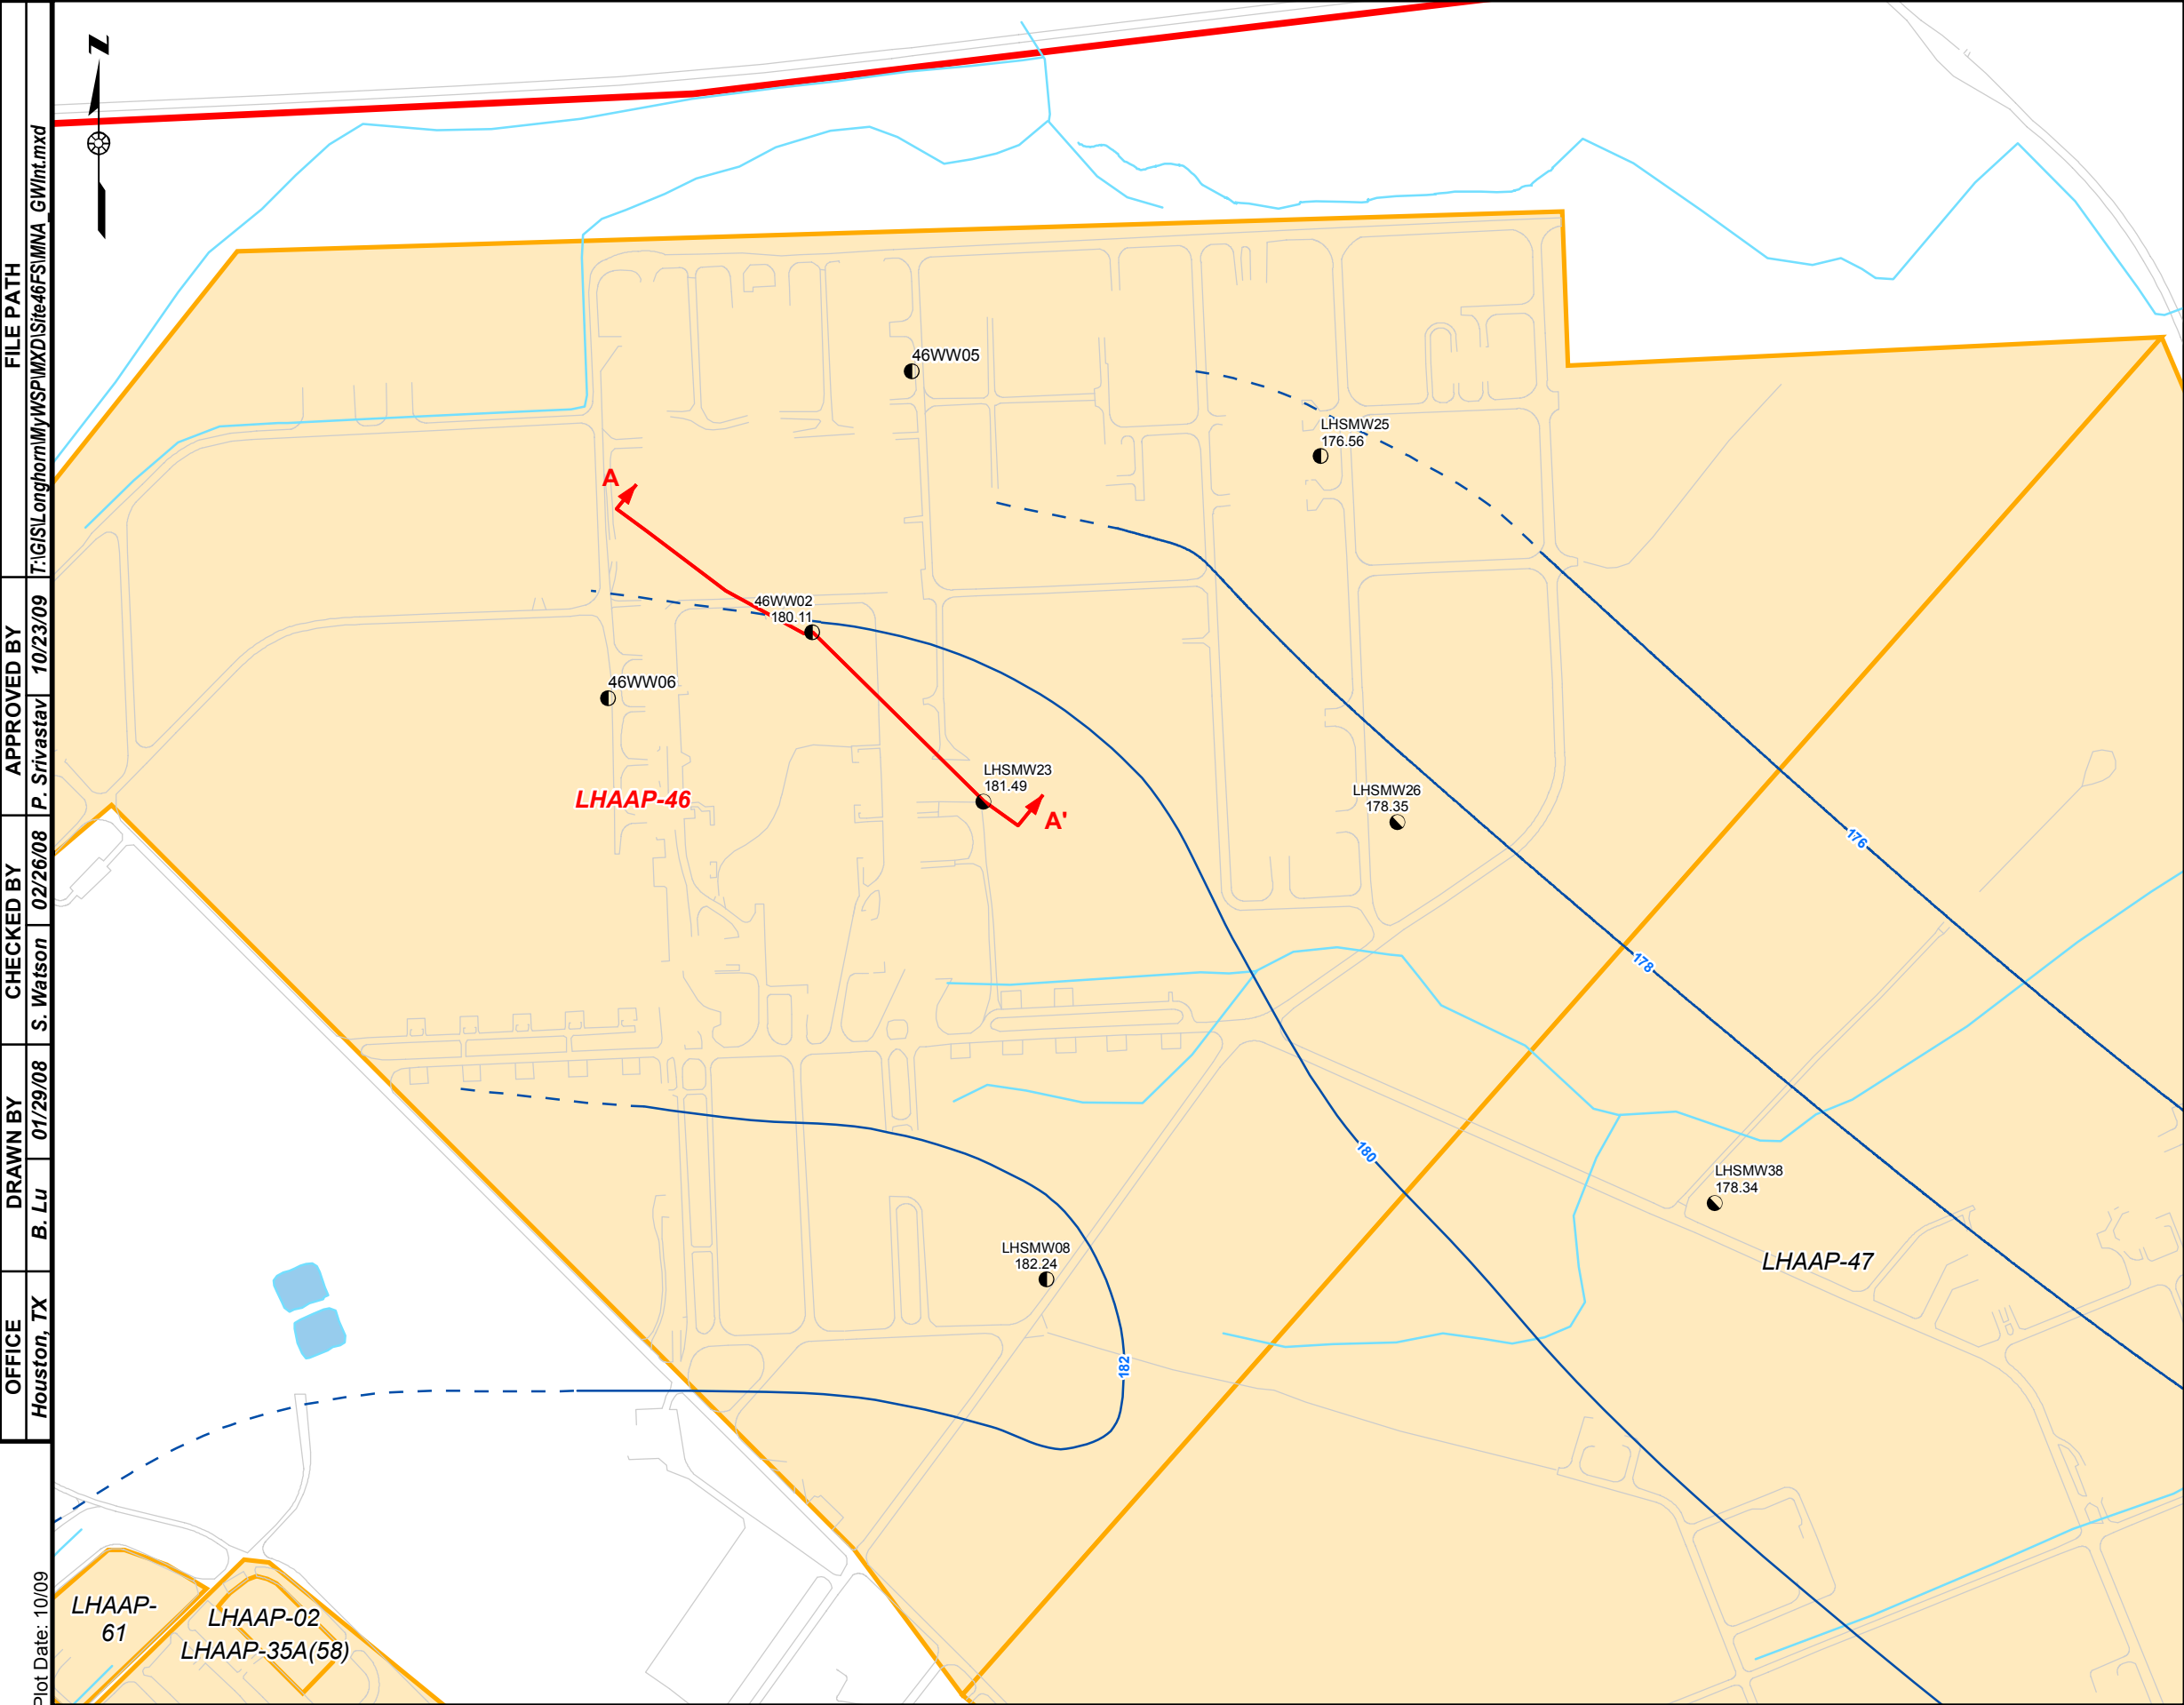 FILE PATH
T:\GIS\Longhorn\MyWSP\MXD\Site46FS\MNA_GWInt.mxd
APPROVED BY
P. Srivastav 10/23/09
CHECKED BY
S. Watson 02/26/08
DRAWN BY
B. Lu 01/29/08
OFFICE
Houston, TX
Plot Date: 10/09
N
46WW05
LHSMW25
176.56
A
46WW02
180.11
46WW06
LHSMW23
181.49
A'
LHAAP-46
LHSMW26
178.35
176
178
180
LHSMW38
178.34
LHAAP-47
LHSMW08
182.24
182
LHAAP-
61
LHAAP-02
LHAAP-35A(58)